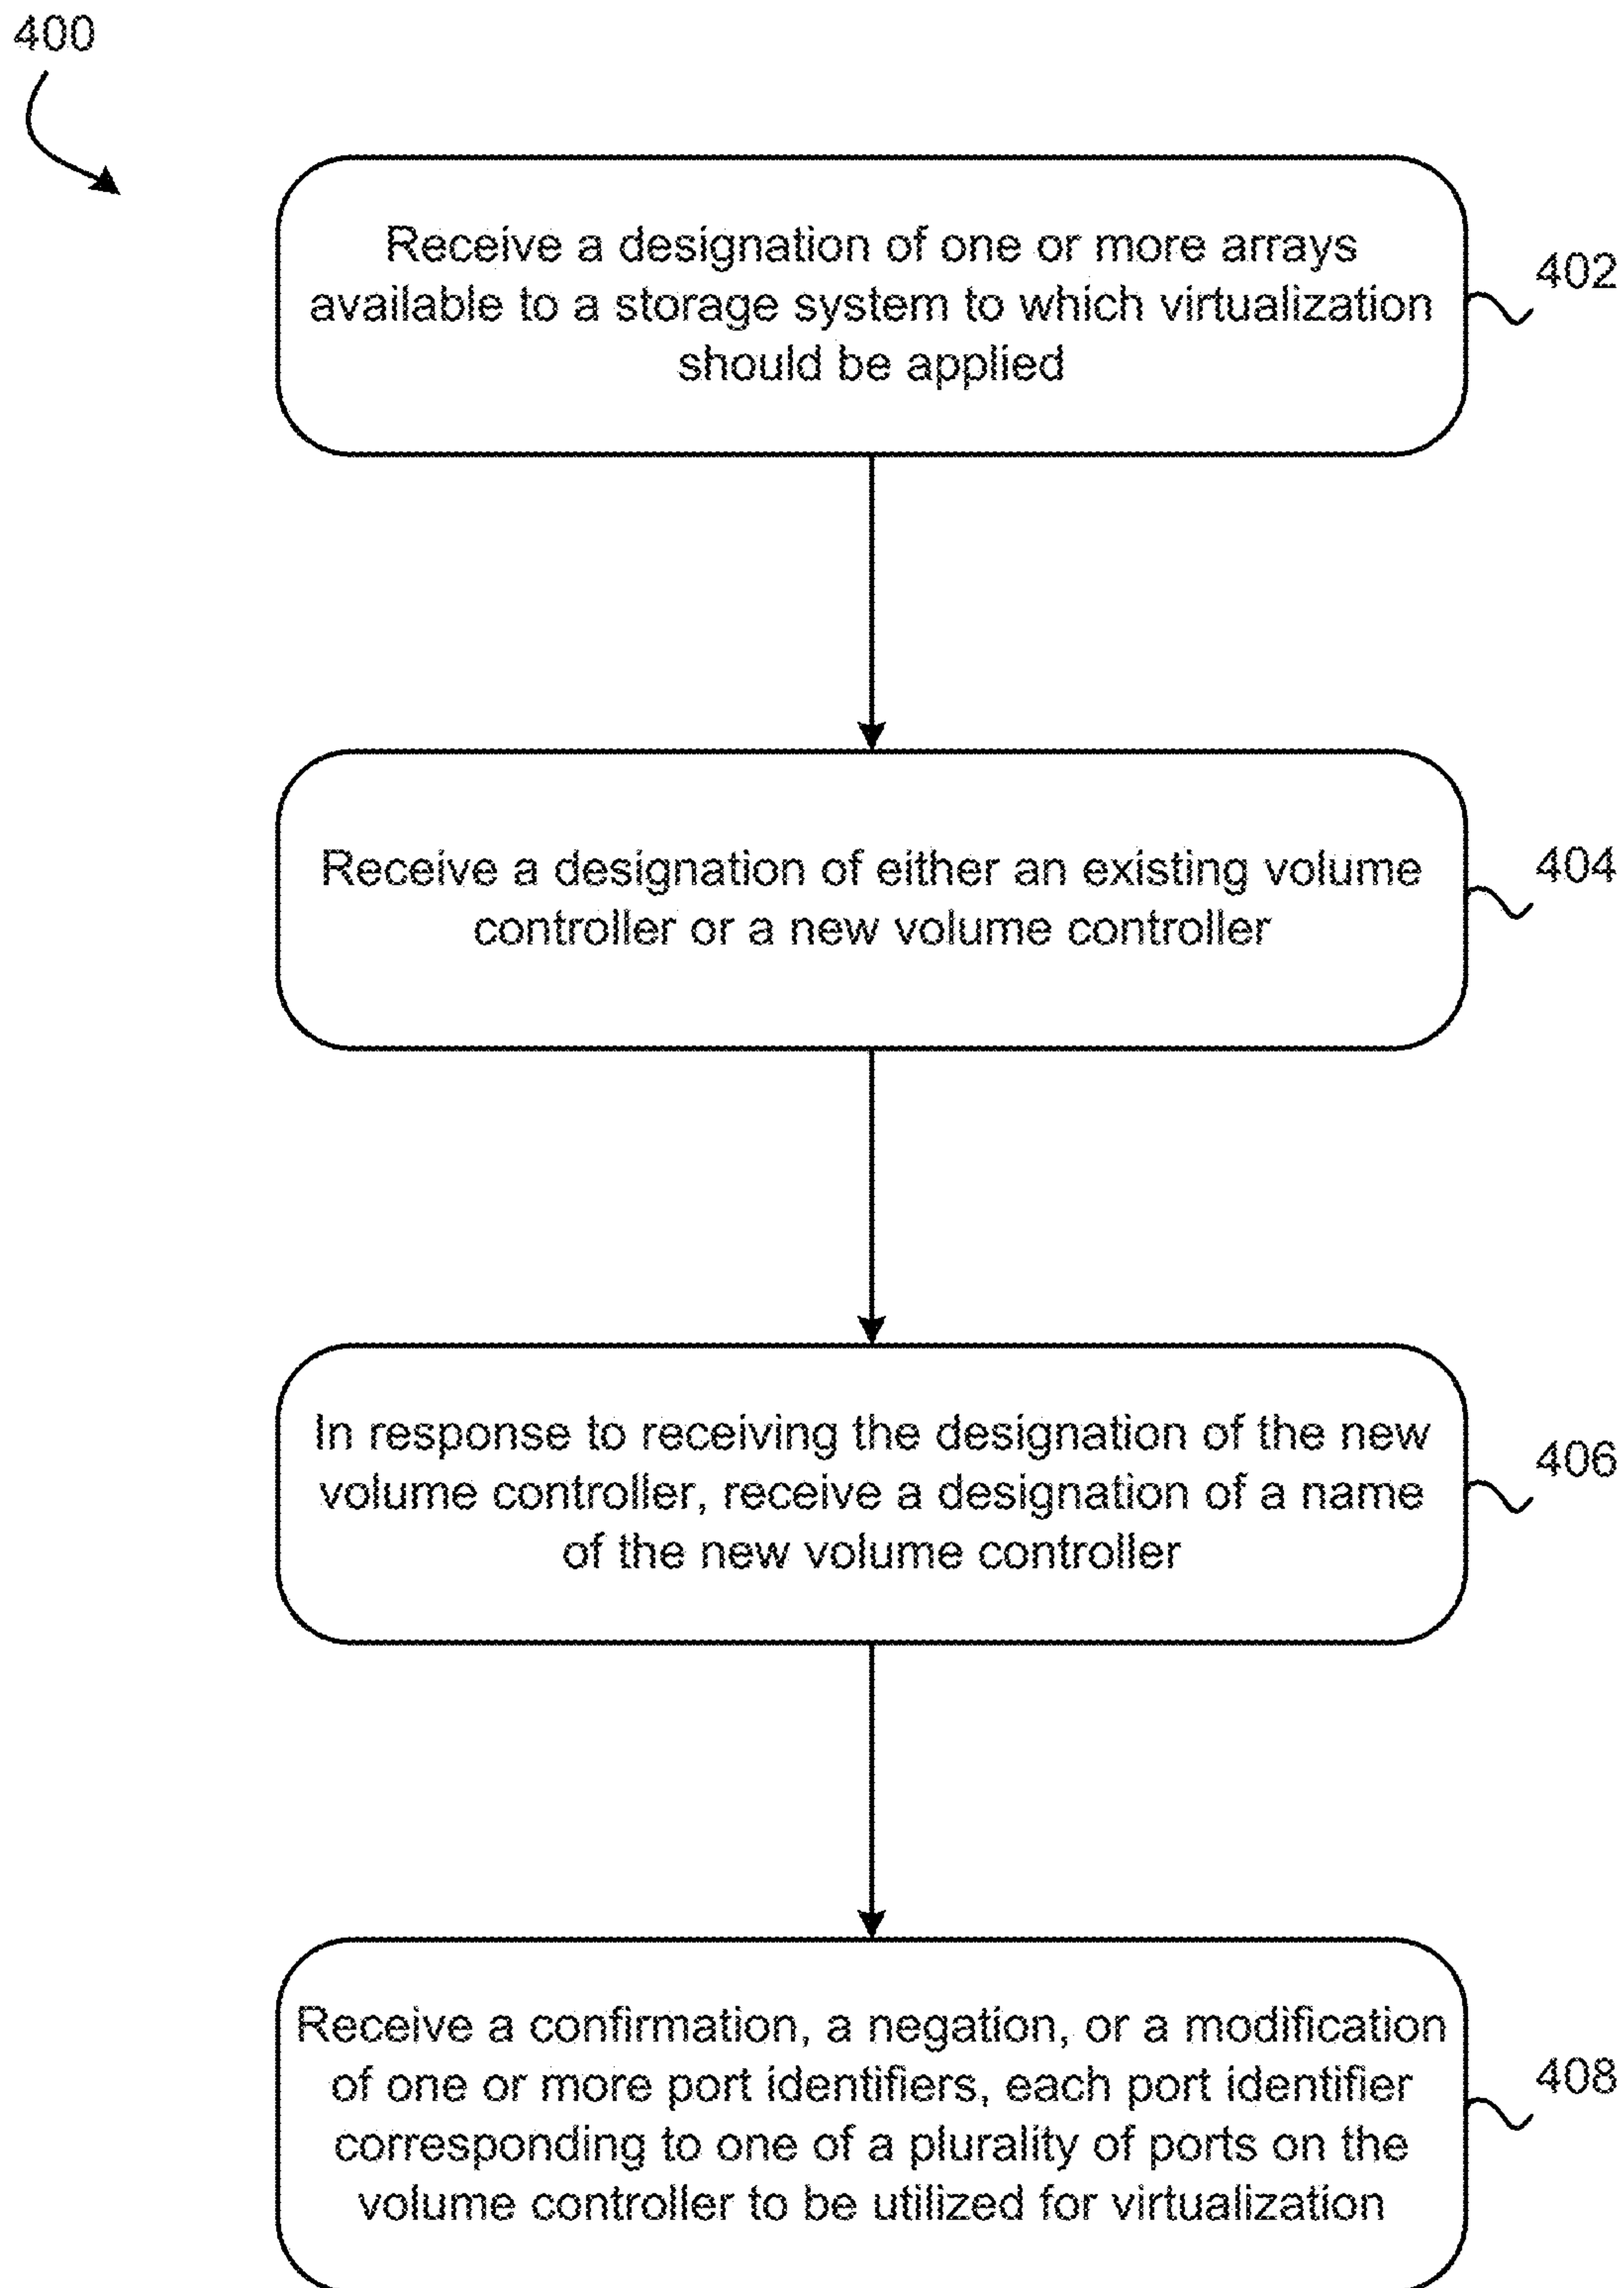 400
Receive a designation of one or more arrays
available to a storage system to which virtualization
should be applied
402
Receive a designation of either an existing volume
controller or a new volume controller
404
In response to receiving the designation of the new
volume controller, receive a designation of a name
of the new volume controller
406
Receive a confirmation, a negation, or a modification
of one or more port identifiers, each port identifier
corresponding to one of a plurality of ports on the
volume controller to be utilized for virtualization
408